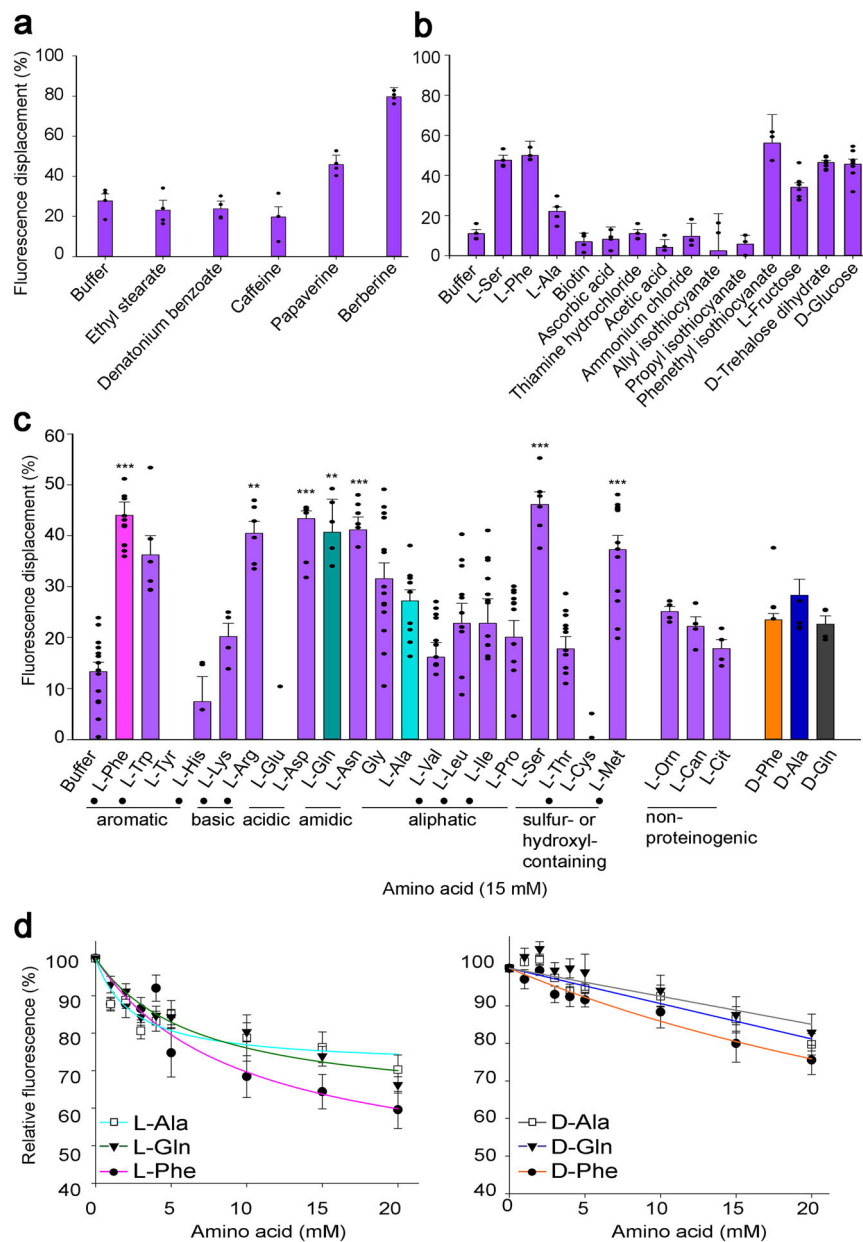 a
Fluorescence displacement (%)
100
80
60
40
20
0
Buffer
Ethyl stearate
Denatonium benzoate
Caffeine
Papaverine
Berberine
b
100
80
60
40
20
0
Buffer
L-Ser
L-Phe
L-Ala
Biotin
Ascorbic acid
Thiamine hydrochloride
Acetic acid
Ammonium chloride
Allyl isothiocyanate
Propyl isothiocyanate
Phenethyl isothiocyanate
L-Fructose
D-Trehalose dihydrate
D-Glucose
c
Fluorescence displacement (%)
60
50
40
30
20
10
0
***
**
***
**
***
***
***
Buffer
L-Phe
L-Trp
L-Tyr
L-His
L-Lys
L-Arg
L-Glu
L-Asp
L-Gln
L-Asn
Gly
L-Ala
L-Val
L-Leu
L-Ile
L-Pro
L-Ser
L-Thr
L-Cys
L-Met
L-Orn
L-Can
L-Cit
D-Phe
D-Ala
D-Gln
aromatic
basic
acidic
amidic
aliphatic
sulfur- or
hydroxyl-
containing
non-
proteinogenic
Amino acid (15 mM)
d
Relative fluorescence (%)
100
90
80
70
60
50
40
L-Ala
L-Gln
L-Phe
0
5
10
15
20
Amino acid (mM)
100
90
80
70
60
50
40
D-Ala
D-Gln
D-Phe
0
5
10
15
20
Amino acid (mM)